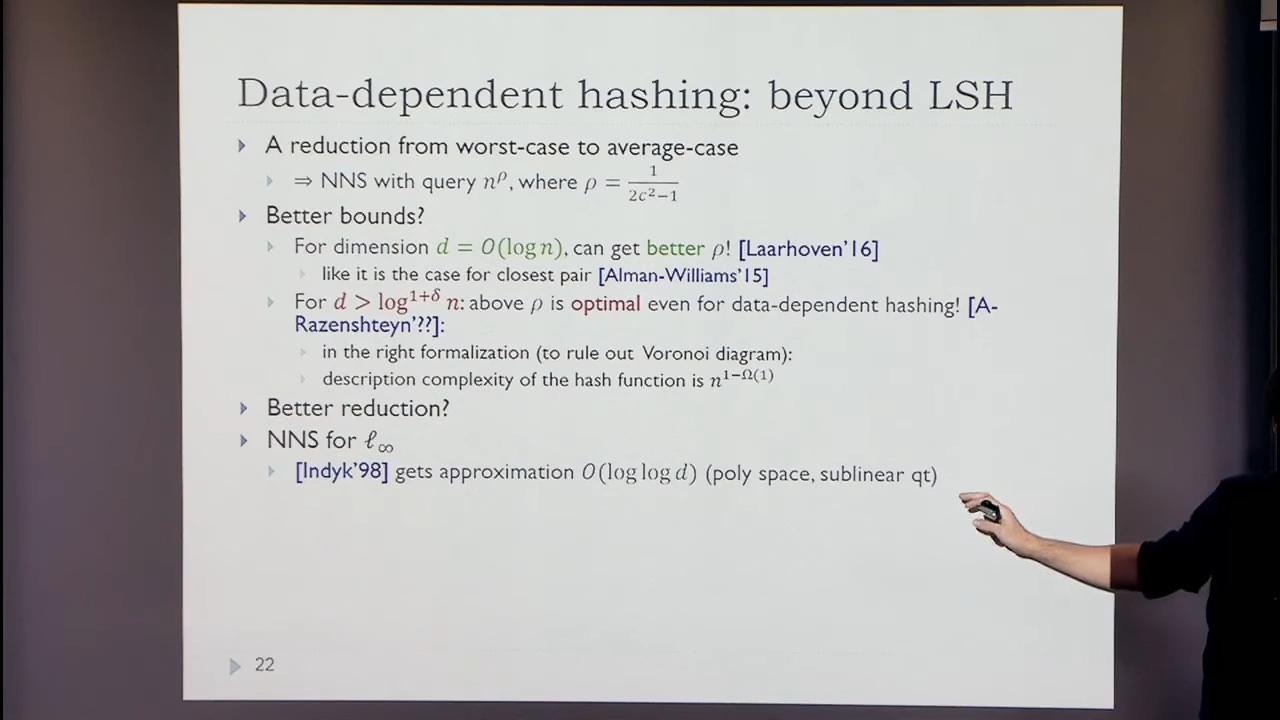 Data-dependent hashing: beyond LSH
A reduction from worst-case to average-case
⇒ NNS with query n^ρ, where ρ = 1/(2c²−1)
Better bounds?
For dimension d = O(log n), can get better ρ! [Laarhoven'16]
like it is the case for closest pair [Alman-Williams'15]
For d > log^{1+δ} n: above ρ is optimal even for data-dependent hashing! [A-
Razenshteyn'??]:
in the right formalization (to rule out Voronoi diagram):
description complexity of the hash function is n^{1−Ω(1)}
Better reduction?
NNS for ℓ_∞
[Indyk'98] gets approximation O(log log d) (poly space, sublinear qt)
22